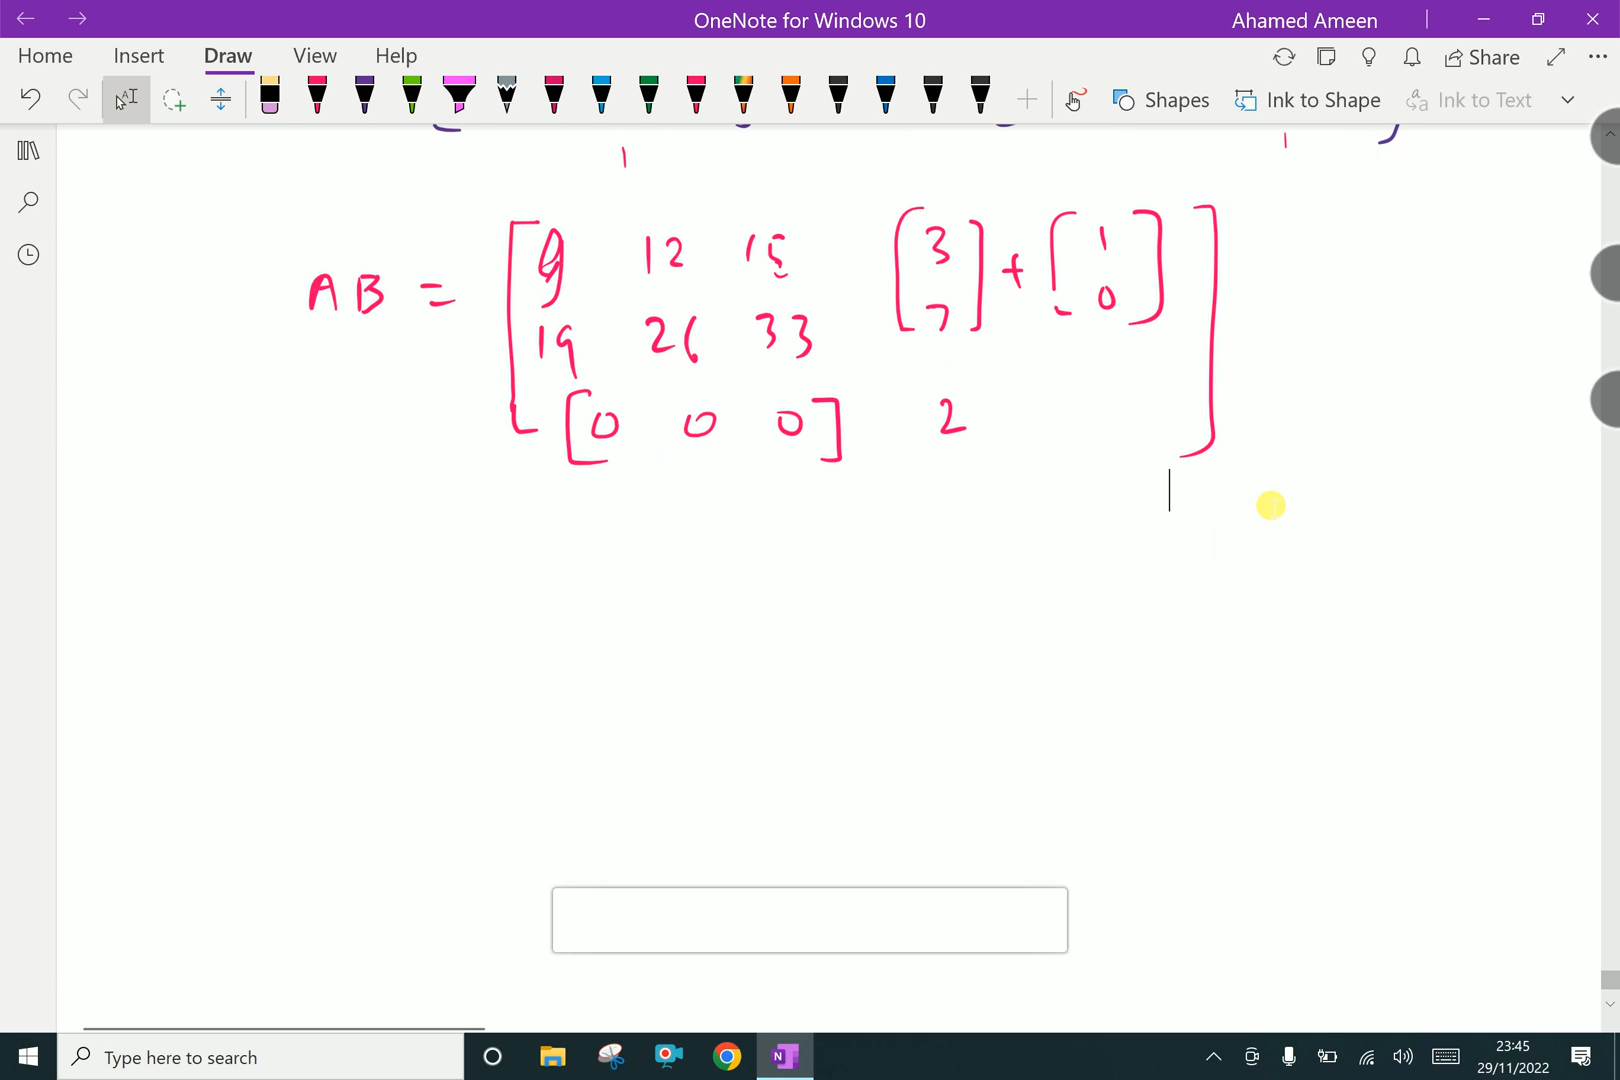 OneNote for Windows 10
Ahamed Ameen
Home Insert Draw View Help
Share
Shapes Ink to Shape Ink to Text
1 1
AB = [ 9 12 15 [ 3 ] + [ 1 ] ]
19 26 33 7 0
[ 0 0 0 ] 2
Type here to search
23:45
29/11/2022